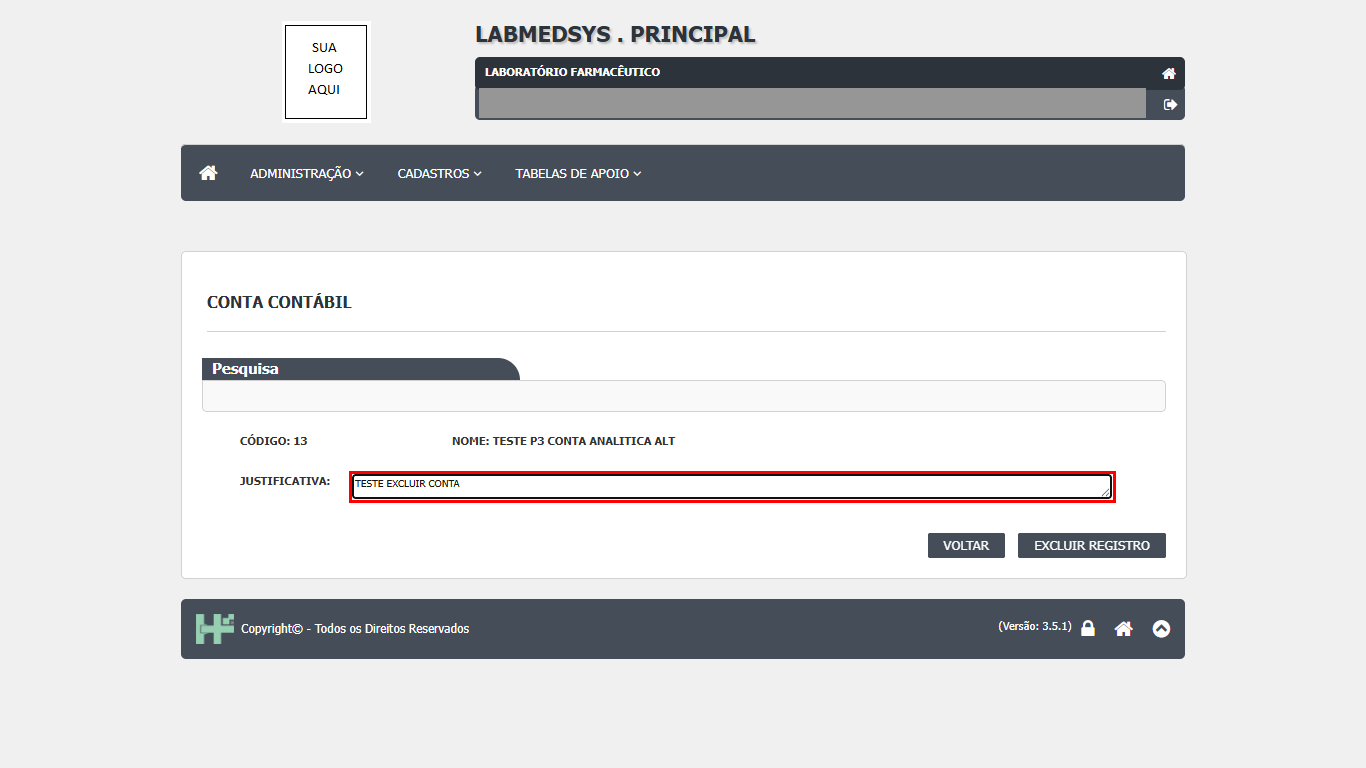 SUA
LOGO
AQUI
LABMEDSYS . PRINCIPAL
LABORATÓRIO FARMACÊUTICO
ADMINISTRAÇÃO CADASTROS TABELAS DE APOIO
CONTA CONTÁBIL
Pesquisa
CÓDIGO: 13 NOME: TESTE P3 CONTA ANALITICA ALT
JUSTIFICATIVA: TESTE EXCLUIR CONTA
VOLTAR EXCLUIR REGISTRO
Copyright© - Todos os Direitos Reservados (Versão: 3.5.1)